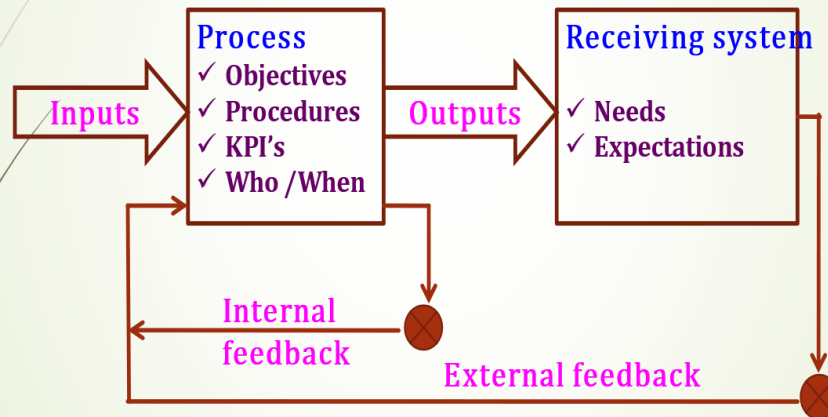 Process
✓ Objectives
✓ Procedures
✓ KPI's
✓ Who /When
Inputs
Outputs
Receiving system
✓ Needs
✓ Expectations
Internal
feedback
External feedback